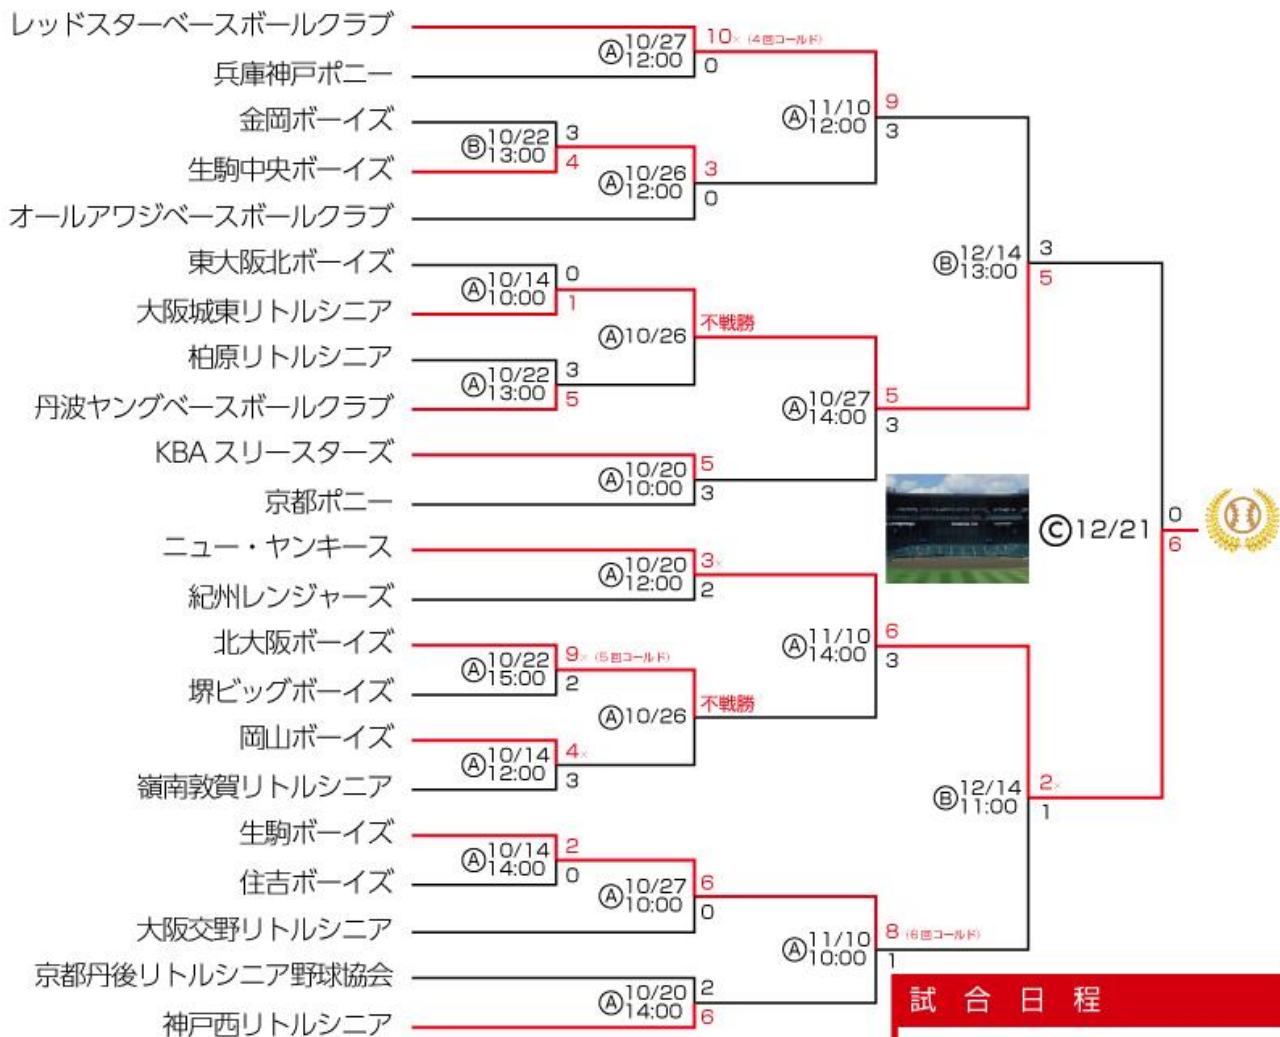 レッドスターベースボールクラブ
兵庫神戸ポニー
Ⓐ10/27
12:00
10× (4回コールド)
0
金岡ボーイズ
生駒中央ボーイズ
Ⓑ10/22
13:00
3
4
オールアワジベースボールクラブ
Ⓐ10/26
12:00
3
0
Ⓐ11/10
12:00
9
3
東大阪北ボーイズ
大阪城東リトルシニア
Ⓐ10/14
10:00
0
1
柏原リトルシニア
丹波ヤングベースボールクラブ
Ⓐ10/22
13:00
3
5
Ⓐ10/26
不戦勝
KBAスリースターズ
京都ポニー
Ⓐ10/20
10:00
5
3
Ⓐ10/27
14:00
5
3
Ⓑ12/14
13:00
3
5
ニュー・ヤンキース
紀州レンジャーズ
Ⓐ10/20
12:00
3×
2
北大阪ボーイズ
堺ビッグボーイズ
Ⓐ10/22
15:00
9× (5回コールド)
2
岡山ボーイズ
嶺南敦賀リトルシニア
Ⓐ10/14
12:00
4×
3
Ⓐ10/26
不戦勝
Ⓐ11/10
14:00
6
3
生駒ボーイズ
住吉ボーイズ
Ⓐ10/14
14:00
2
0
大阪交野リトルシニア
Ⓐ10/27
10:00
6
0
京都丹後リトルシニア野球協会
神戸西リトルシニア
Ⓐ10/20
14:00
2
6
Ⓐ11/10
10:00
8 (6回コールド)
1
Ⓑ12/14
11:00
2×
1
Ⓒ12/21
0
6
試合日程